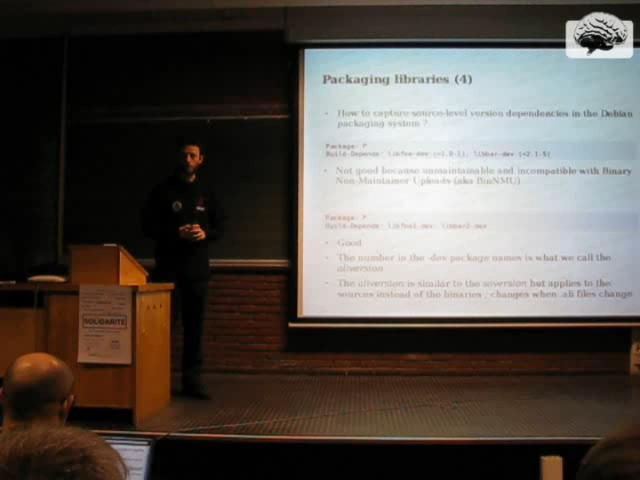 Packaging libraries (4)
- How to capture source-level version dependencies in the Debian
packaging system ?
Package: P
Build-Depends: libfoo-dev (=1.0-1), libbar-dev (=2.1-5)
- Not good because unmaintainable and incompatible with Binary
Non-Maintainer Uploads (aka BinNMU)
Package: P
Build-Depends: libfoo1-dev, libbar2-dev
- Good
- The number in the -dev package names is what we call the
aliversion
- The aliversion is similar to the soversion but applies to the
sources instead of the binaries ; changes when .ali files change
SOLIDARITÉ